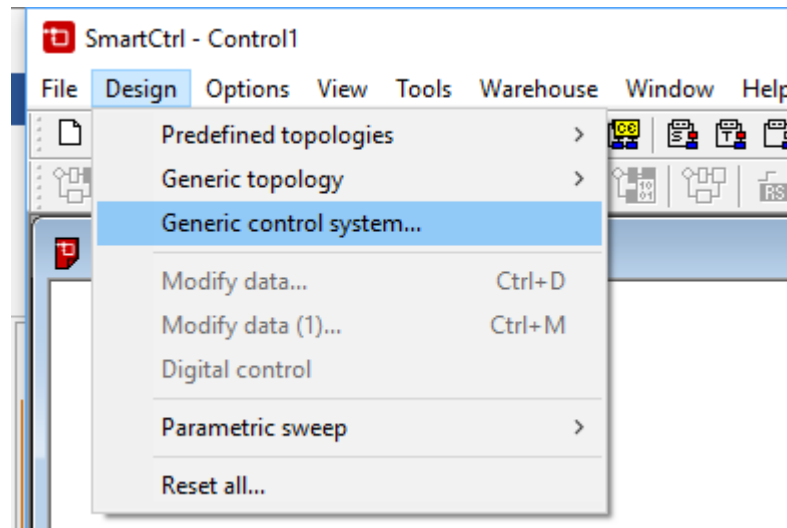 SmartCtrl - Control1
File Design Options View Tools Warehouse Window Help
Predefined topologies
Generic topology
Generic control system...
Modify data... Ctrl+D
Modify data (1)... Ctrl+M
Digital control
Parametric sweep
Reset all...